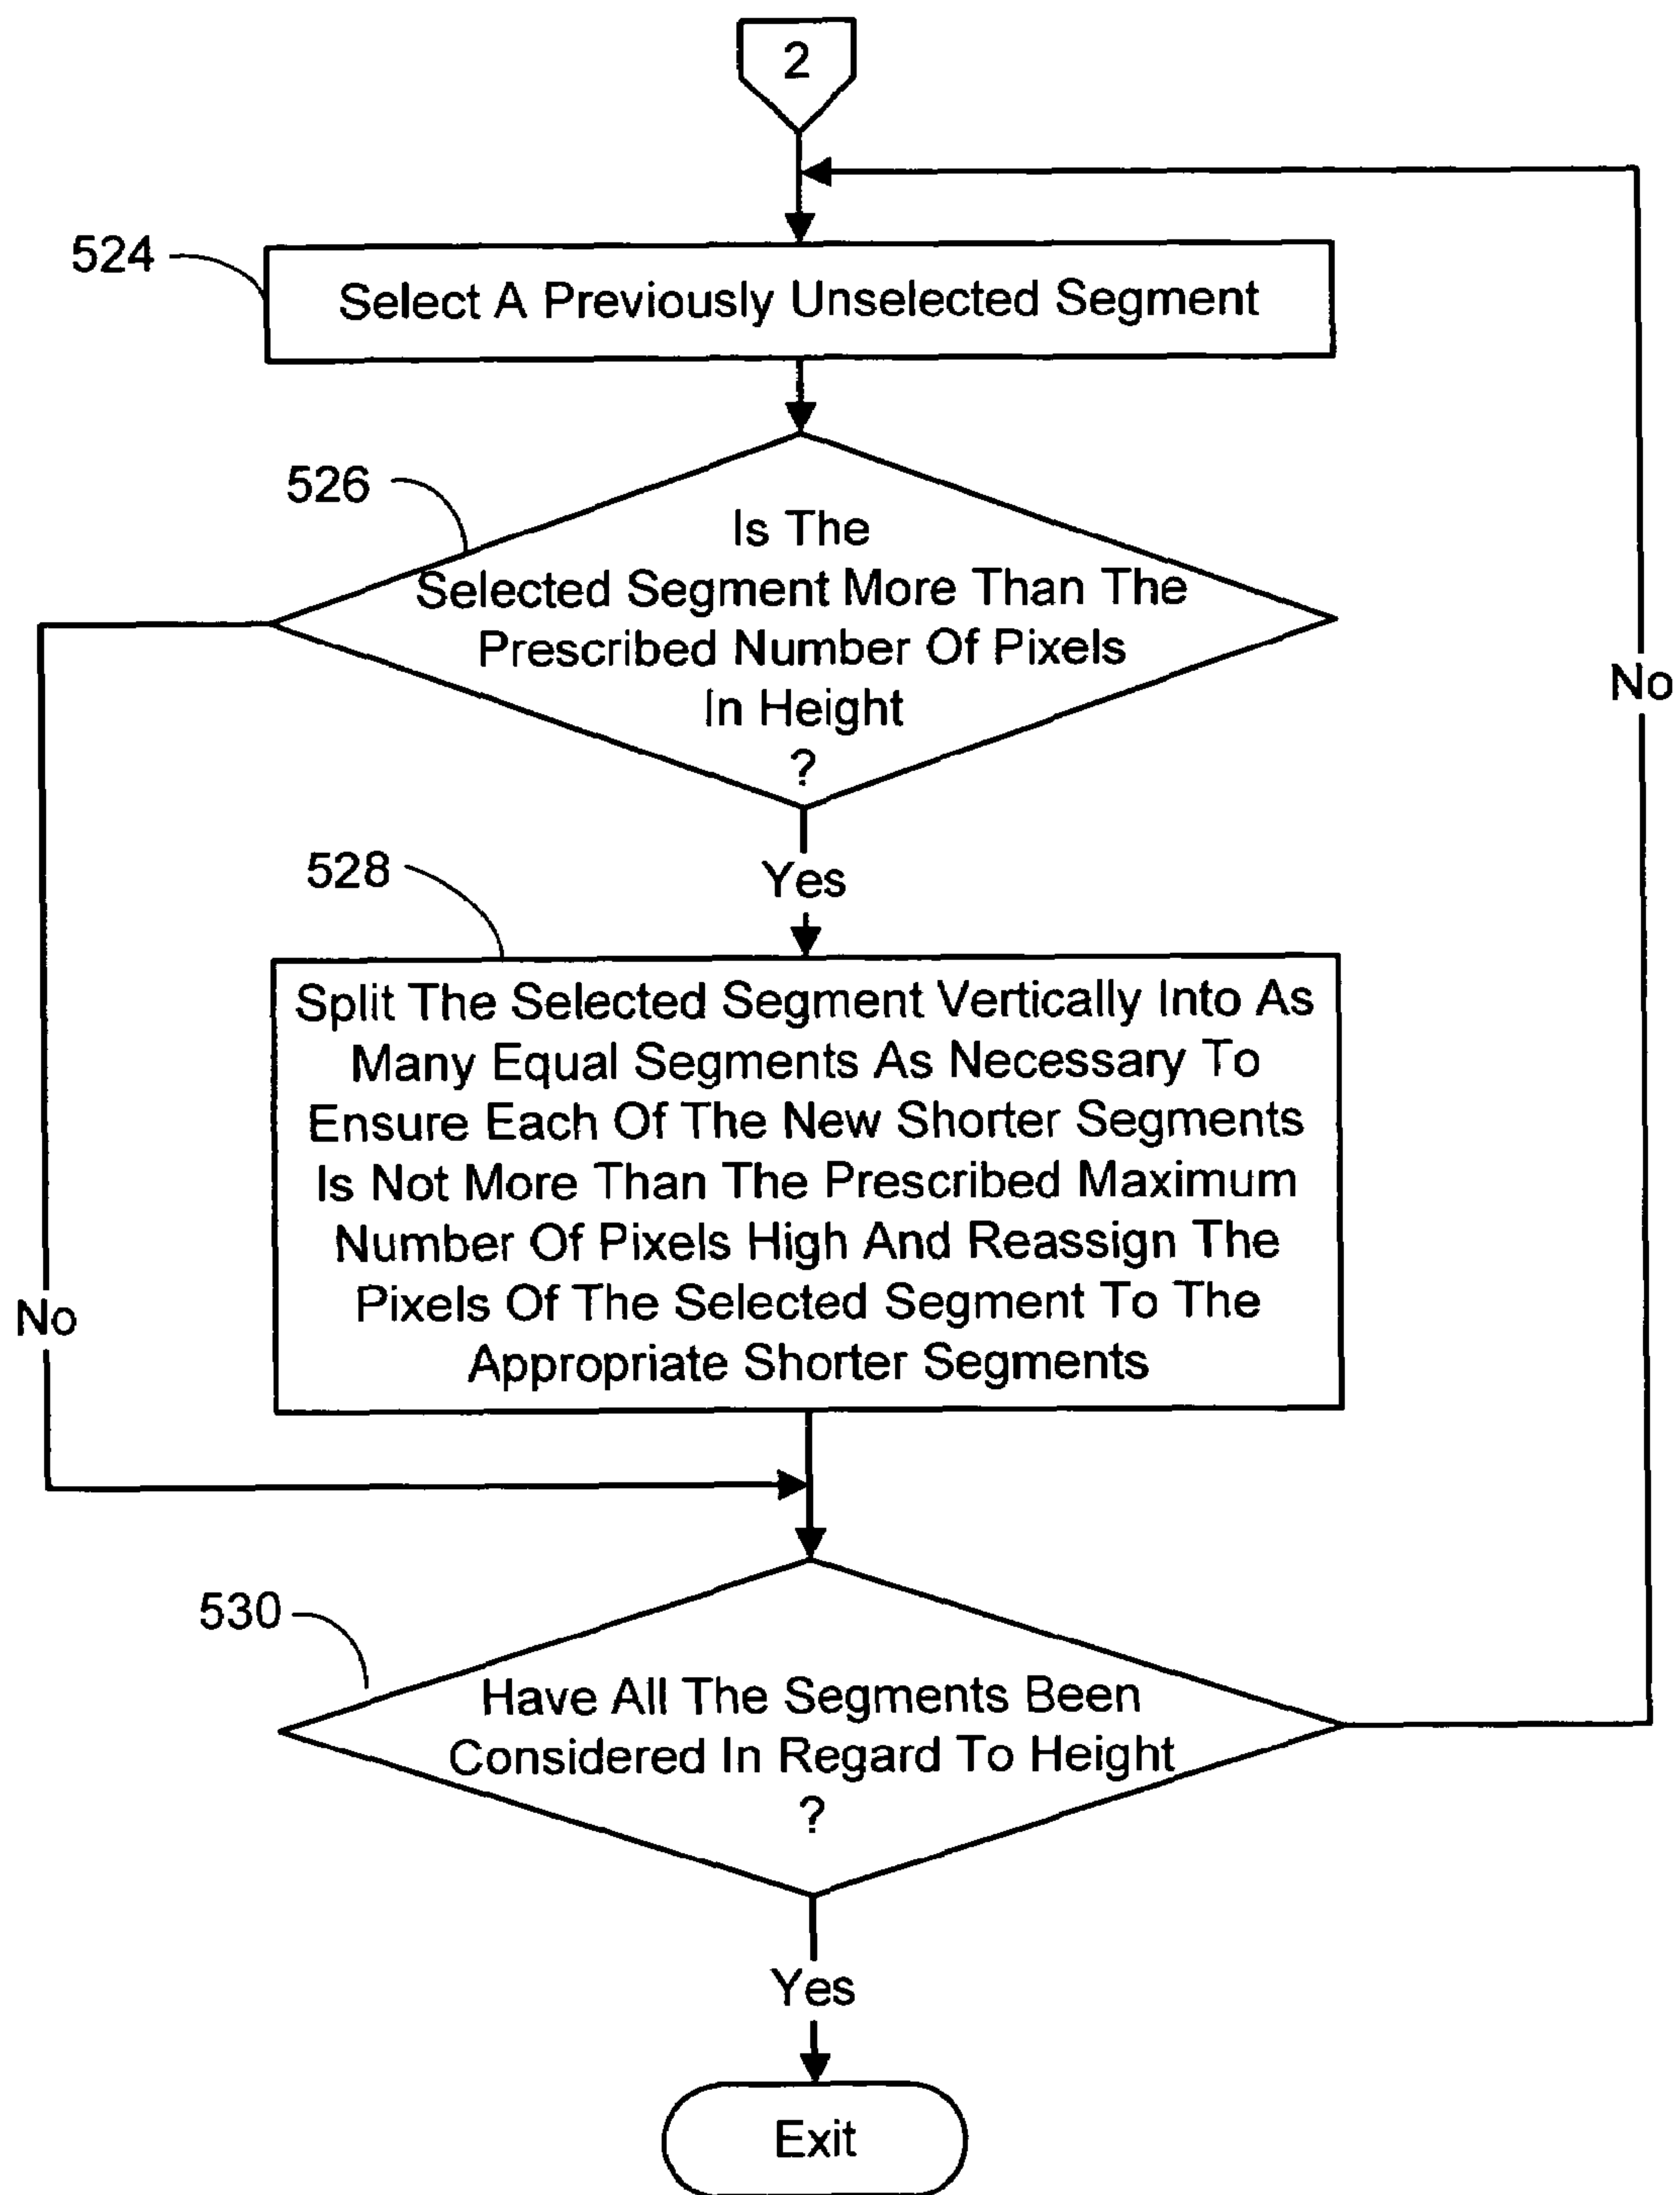 2
524
Select A Previously Unselected Segment
526
Is The
Selected Segment More Than The
Prescribed Number Of Pixels
In Height
?
No
Yes
528
Split The Selected Segment Vertically Into As
Many Equal Segments As Necessary To
Ensure Each Of The New Shorter Segments
Is Not More Than The Prescribed Maximum
Number Of Pixels High And Reassign The
Pixels Of The Selected Segment To The
Appropriate Shorter Segments
No
530
Have All The Segments Been
Considered In Regard To Height
?
Yes
Exit